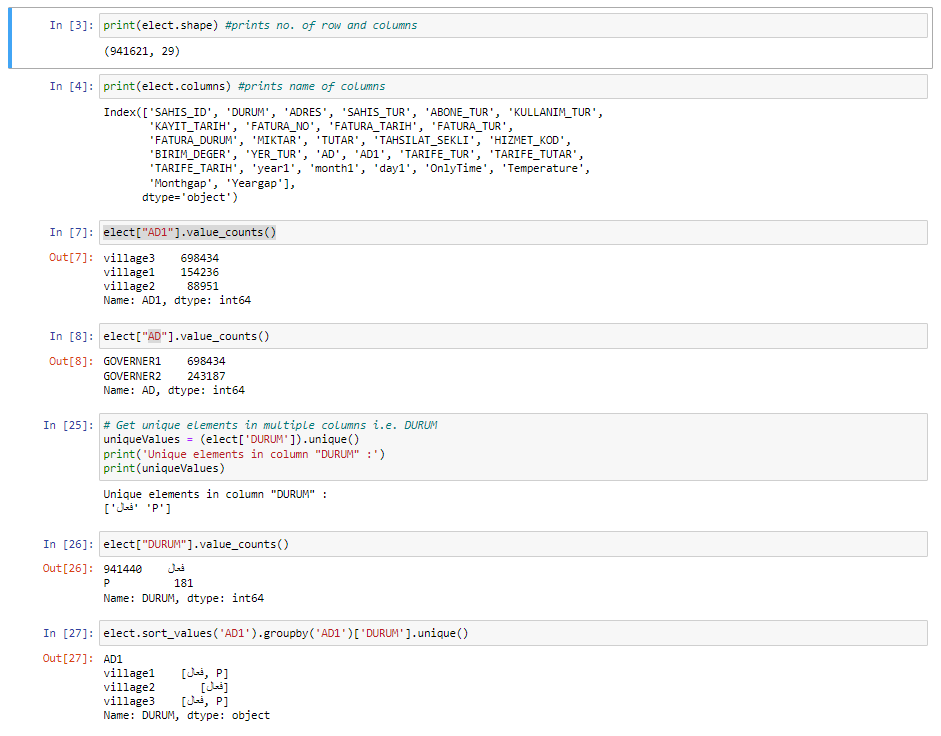 In [3]: print(elect.shape) #prints no. of row and columns
(941621, 29)
In [4]: print(elect.columns) #prints name of columns
Index(['SAHIS_ID', 'DURUM', 'ADRES', 'SAHIS_TUR', 'ABONE_TUR', 'KULLANIM_TUR',
'KAYIT_TARIH', 'FATURA_NO', 'FATURA_TARIH', 'FATURA_TUR',
'FATURA_DURUM', 'MIKTAR', 'TUTAR', 'TAHSILAT_SEKLI', 'HIZMET_KOD',
'BIRIM_DEGER', 'YER_TUR', 'AD', 'AD1', 'TARIFE_TUR', 'TARIFE_TUTAR',
'TARIFE_TARIH', 'year1', 'month1', 'day1', 'OnlyTime', 'Temperature',
'Monthgap', 'Yeargap'],
dtype='object')
In [7]: elect["AD1"].value_counts()
Out[7]: village3 698434
village1 154236
village2 88951
Name: AD1, dtype: int64
In [8]: elect["AD"].value_counts()
Out[8]: GOVERNER1 698434
GOVERNER2 243187
Name: AD, dtype: int64
In [25]: # Get unique elements in multiple columns i.e. DURUM
uniqueValues = (elect['DURUM']).unique()
print('Unique elements in column "DURUM" :')
print(uniqueValues)
Unique elements in column "DURUM" :
['فعال' 'P']
In [26]: elect["DURUM"].value_counts()
Out[26]: 941440 فعال
P 181
Name: DURUM, dtype: int64
In [27]: elect.sort_values('AD1').groupby('AD1')['DURUM'].unique()
Out[27]: AD1
village1 [فعال, P]
village2 [فعال]
village3 [فعال, P]
Name: DURUM, dtype: object